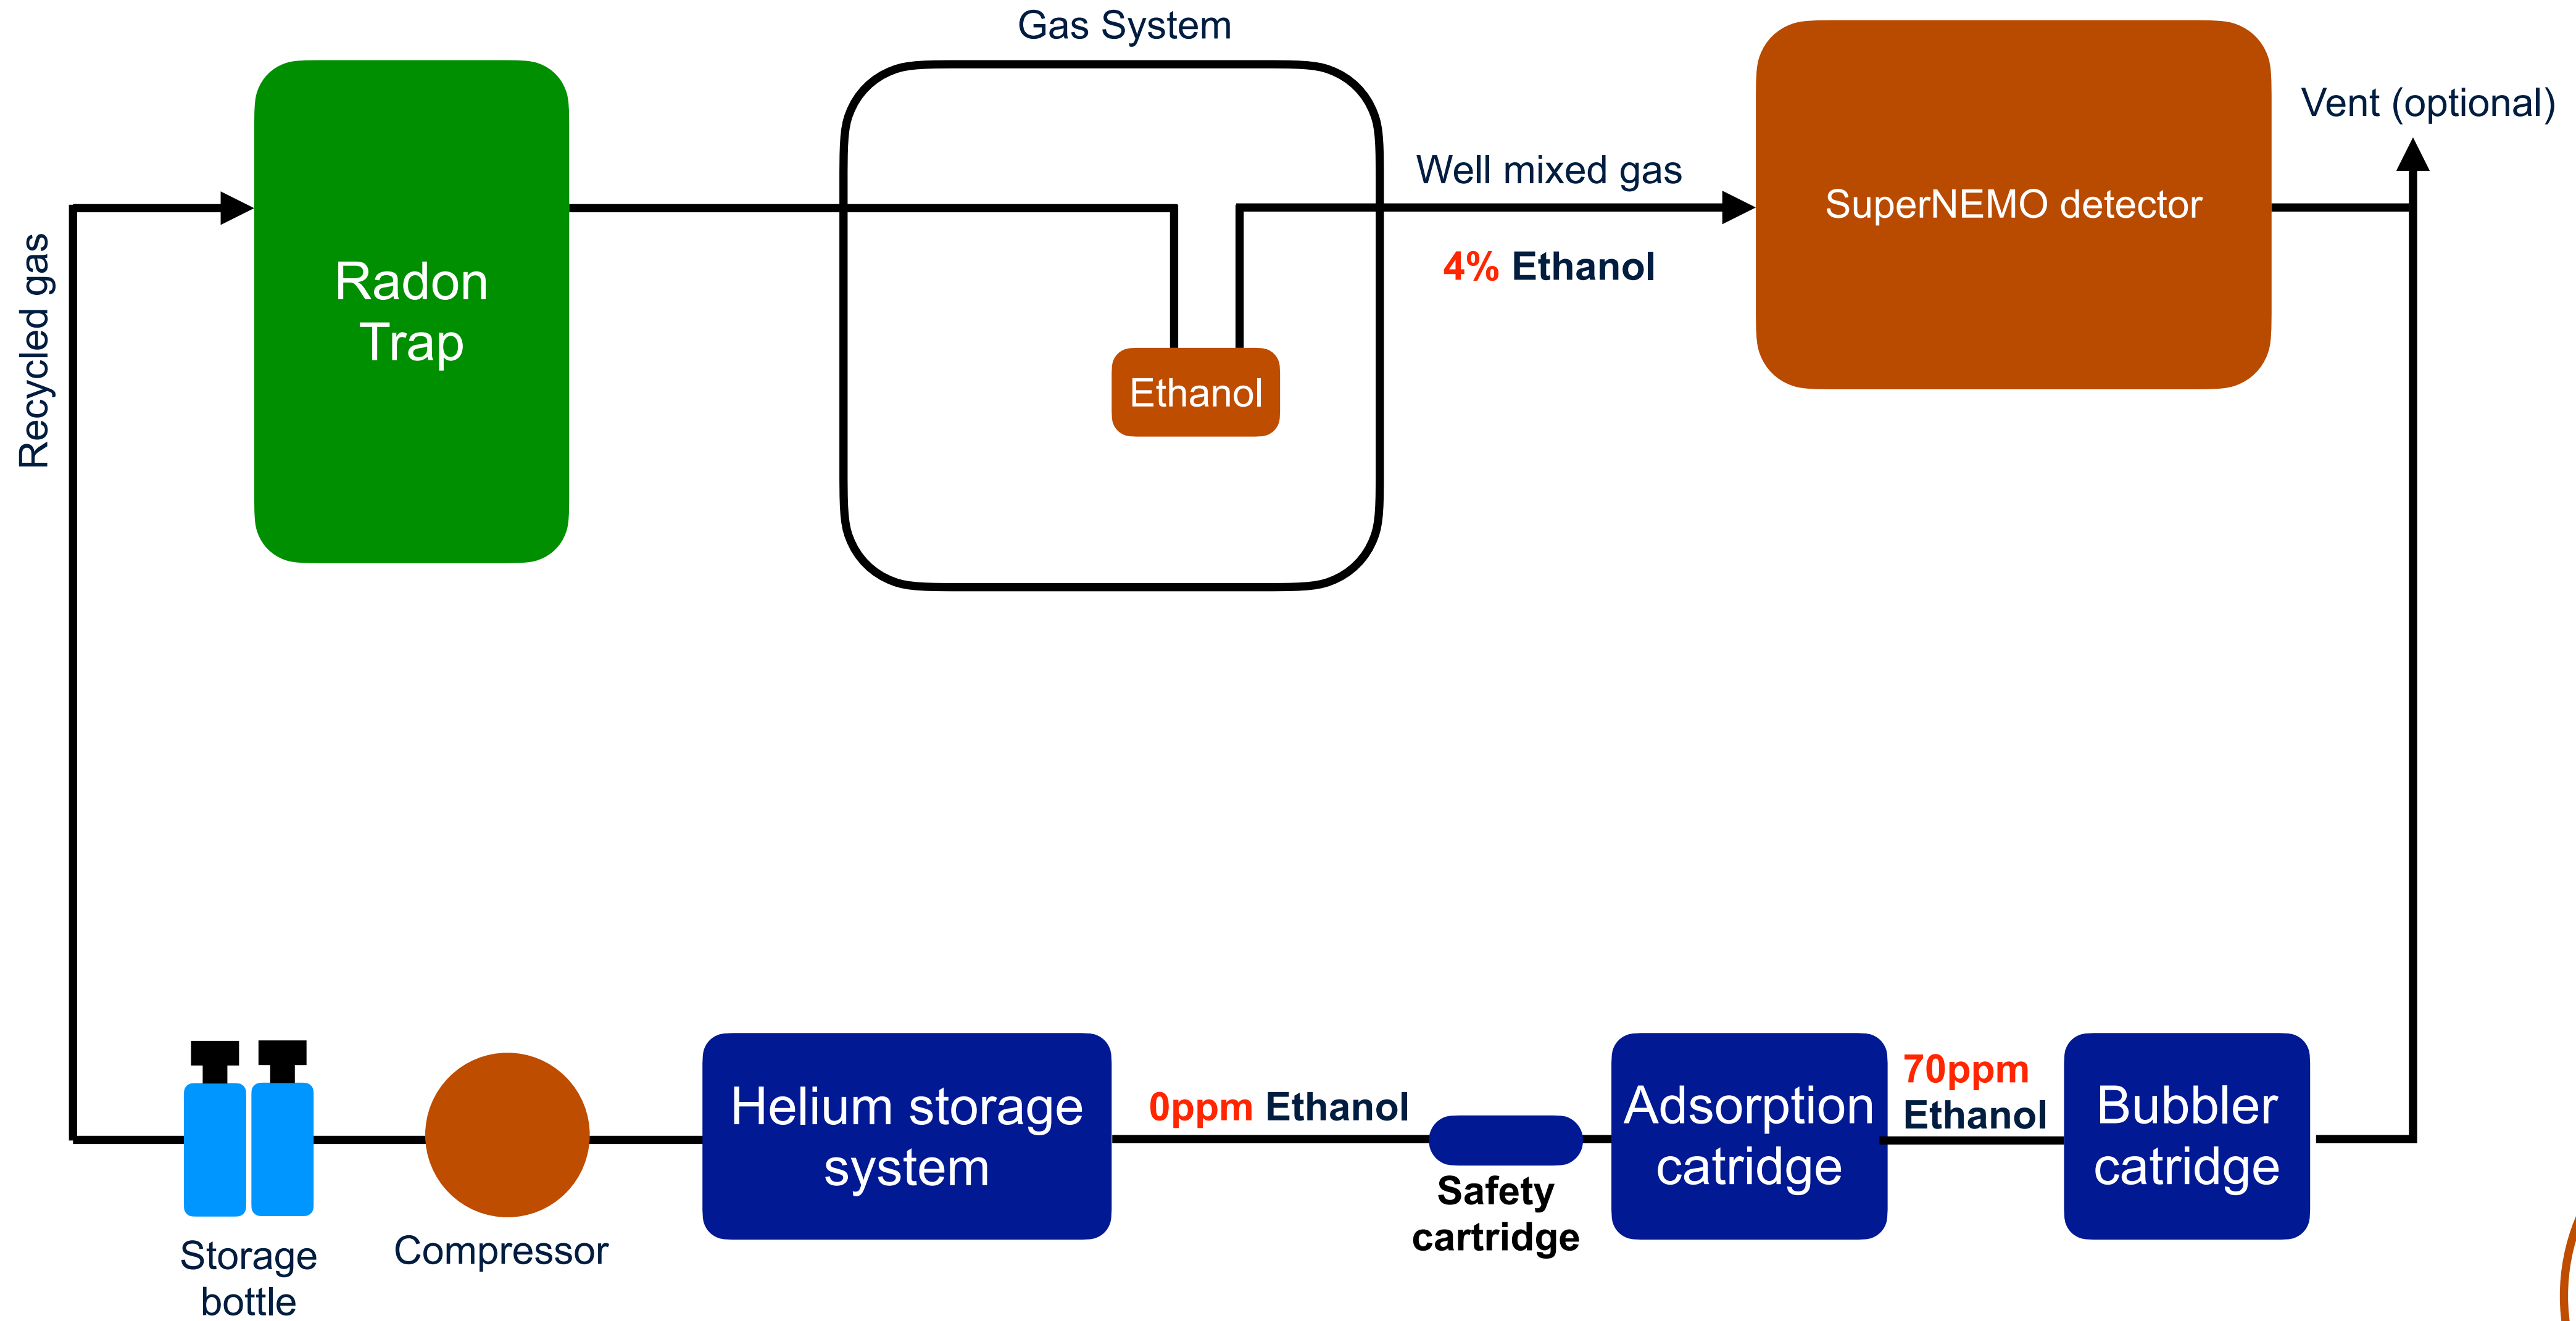 Gas System
Vent (optional)
Well mixed gas
SuperNEMO detector
4% Ethanol
Recycled gas
Radon
Trap
Ethanol
70ppm
Ethanol
0ppm Ethanol
Helium storage
system
Adsorption
catridge
Bubbler
catridge
Safety
cartridge
Compressor
Storage
bottle